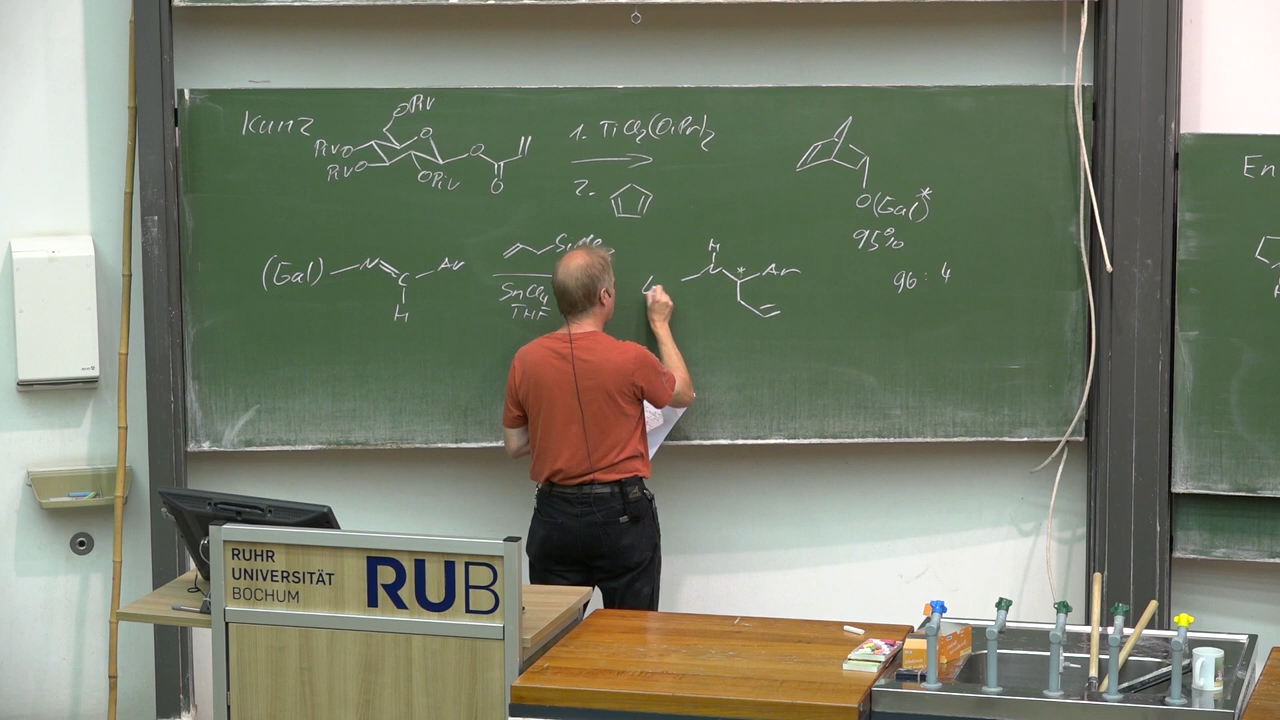 Kunz
OPiv
PivO
O
O
PivO
OPiv
O
1. TiCl2(OiPr)2
2.
O(Gal)*
95%
96 : 4
(Gal)
N
C
Ar
H
SnCl4
THF
H
N
*
Ar
En
RUHR
UNIVERSITÄT
BOCHUM
RUB